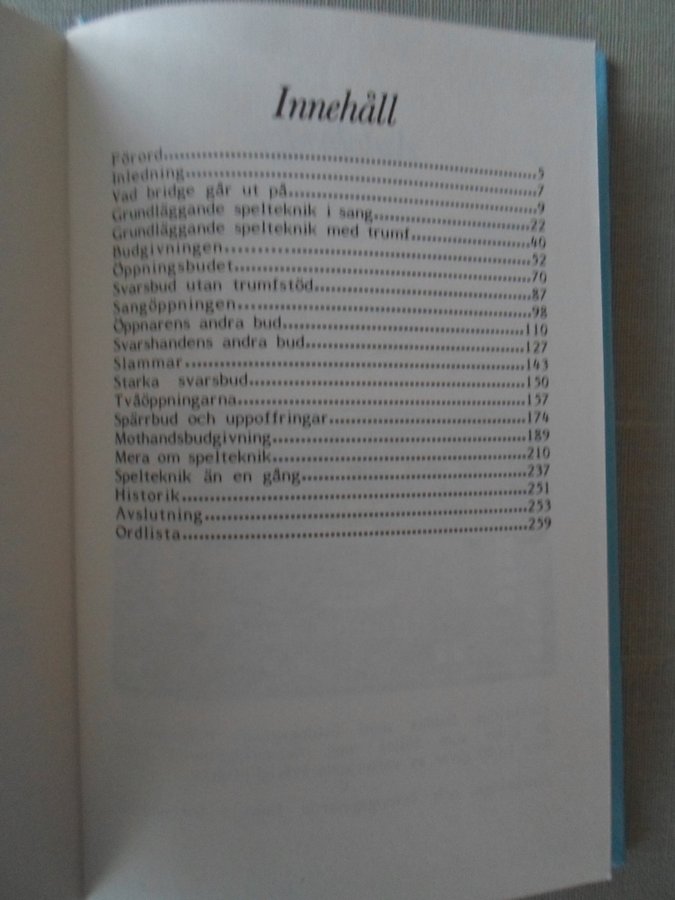 Innehåll
Förord.....5
Inledning.....7
Vad bridge går ut på.....9
Grundläggande spelteknik i sang.....22
Grundläggande spelteknik med trumf.....40
Budgivningen.....52
Öppningsbudet.....70
Svarsbud utan trumfstöd.....87
Sangöppningen.....98
Öppnarens andra bud.....110
Svarshandens andra bud.....127
Slammar.....143
Starka svarsbud.....150
Tvåöppningarna.....157
Spärrbud och uppoffringar.....174
Mothandsbudgivning.....189
Mera om spelteknik.....210
Spelteknik än en gång.....237
Historik.....251
Avslutning.....253
Ordlista.....259